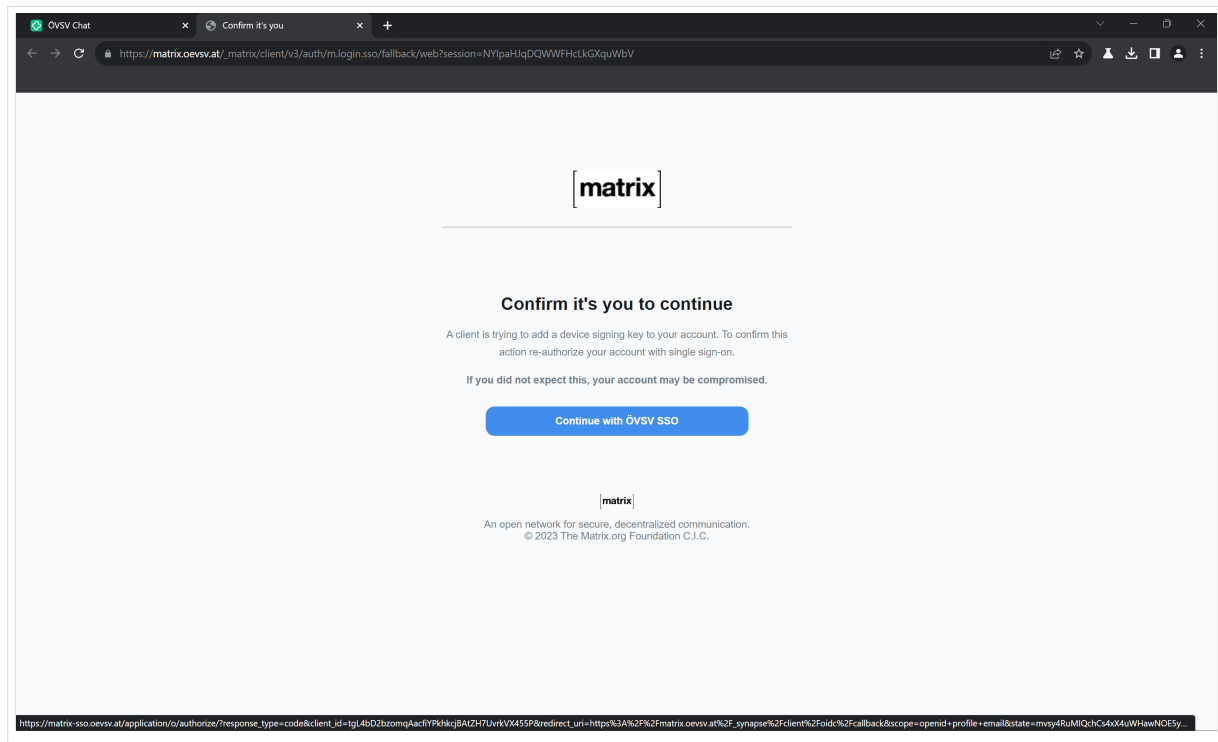 ÖVSV Chat
Confirm it's you
https://matrix.oevsv.at/_matrix/client/v3/auth/m.login.sso/fallback/web?session=NYlpaHJqDQWWFHcLkGXquWbV
[matrix]
Confirm it's you to continue
A client is trying to add a device signing key to your account. To confirm this
action re-authorize your account with single sign-on.
If you did not expect this, your account may be compromised.
Continue with ÖVSV SSO
[matrix]
An open network for secure, decentralized communication.
© 2023 The Matrix.org Foundation C.I.C.
https://matrix-sso.oevsv.at/application/o/authorize/?response_type=code&client_id=tgL4bD2bzomqAacfiYPkhkcjBAtZH7UvrkVX455P&redirect_uri=https%3A%2F%2Fmatrix.oevsv.at%2F_synapse%2Fclient%2Foidc%2Fcallback&scope=openid+profile+email&state=mvsy4RuMIQchCs4xX4uWHawNOE5y...